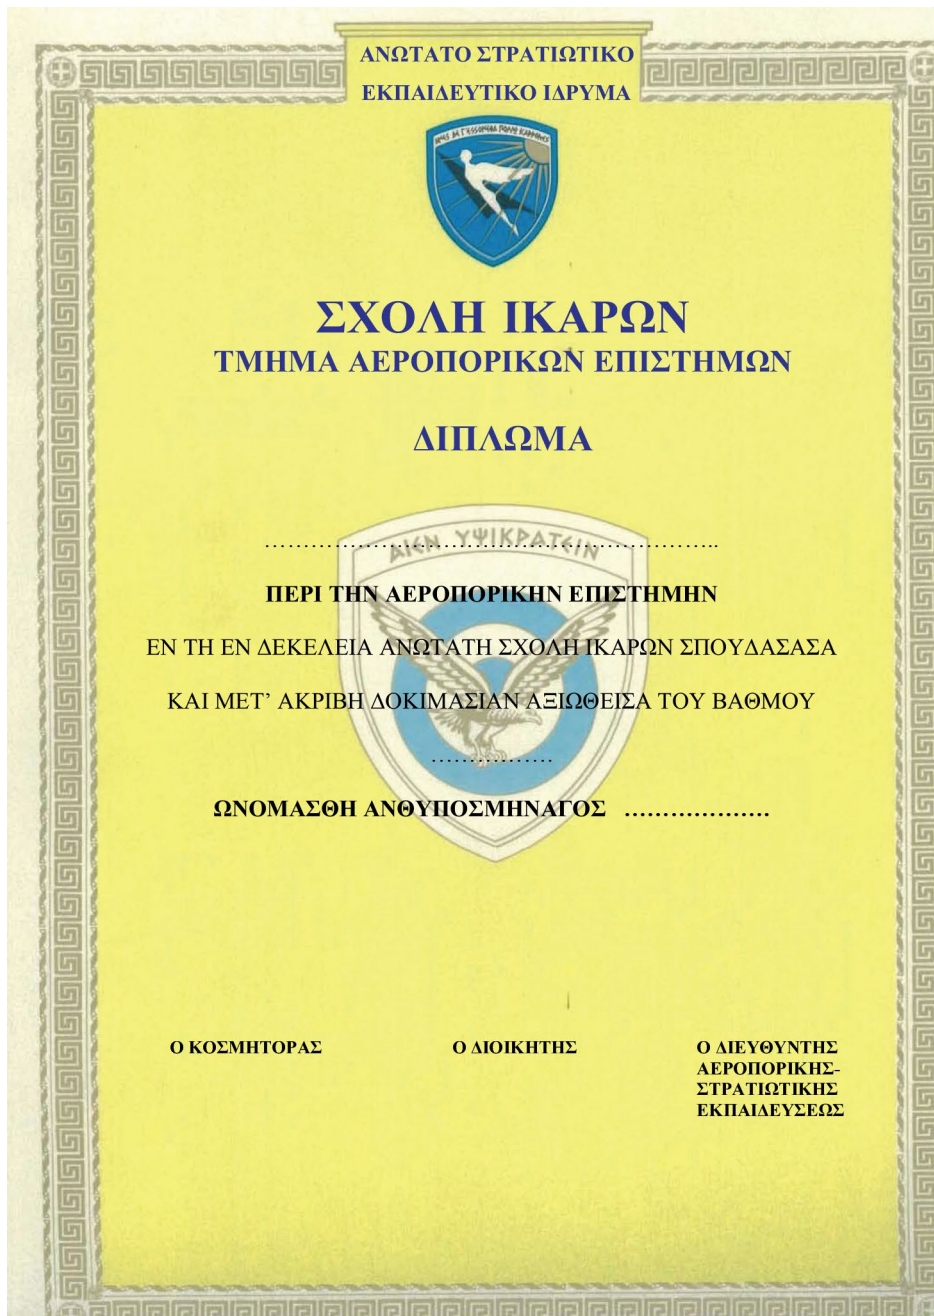 ΑΝΩΤΑΤΟ ΣΤΡΑΤΙΩΤΙΚΟ
ΕΚΠΑΙΔΕΥΤΙΚΟ ΙΔΡΥΜΑ
ΣΧΟΛΗ ΙΚΑΡΩΝ
ΤΜΗΜΑ ΑΕΡΟΠΟΡΙΚΩΝ ΕΠΙΣΤΗΜΩΝ
ΔΙΠΛΩΜΑ
ΑΙΕΝ ΥΨΙΚΡΑΤΕΙΝ
…………………………………………………..
ΠΕΡΙ ΤΗΝ ΑΕΡΟΠΟΡΙΚΗΝ ΕΠΙΣΤΗΜΗΝ
ΕΝ ΤΗ ΕΝ ΔΕΚΕΛΕΙΑ ΑΝΩΤΑΤΗ ΣΧΟΛΗ ΙΚΑΡΩΝ ΣΠΟΥΔΑΣΑΣΑ
ΚΑΙ ΜΕΤ’ ΑΚΡΙΒΗ ΔΟΚΙΜΑΣΙΑΝ ΑΞΙΩΘΕΙΣΑ ΤΟΥ ΒΑΘΜΟΥ
…………….
ΩΝΟΜΑΣΘΗ ΑΝΘΥΠΟΣΜΗΝΑΓΟΣ ……………….
Ο ΚΟΣΜΗΤΟΡΑΣ
Ο ΔΙΟΙΚΗΤΗΣ
Ο ΔΙΕΥΘΥΝΤΗΣ
ΑΕΡΟΠΟΡΙΚΗΣ-
ΣΤΡΑΤΙΩΤΙΚΗΣ
ΕΚΠΑΙΔΕΥΣΕΩΣ